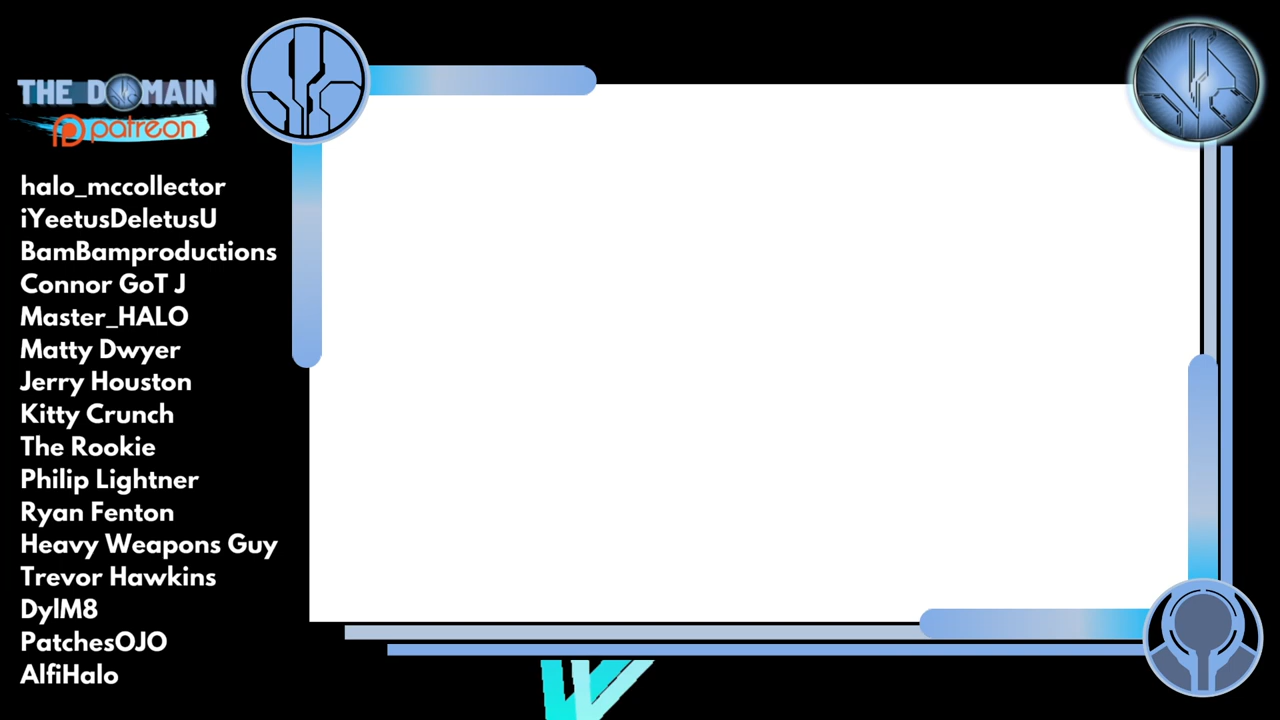 THE DOMAIN
patreon
halo_mccollector
iYeetusDeletusU
BamBamproductions
Connor GoT J
Master_HALO
Matty Dwyer
Jerry Houston
Kitty Crunch
The Rookie
Philip Lightner
Ryan Fenton
Heavy Weapons Guy
Trevor Hawkins
DylM8
PatchesOJO
AlfiHalo